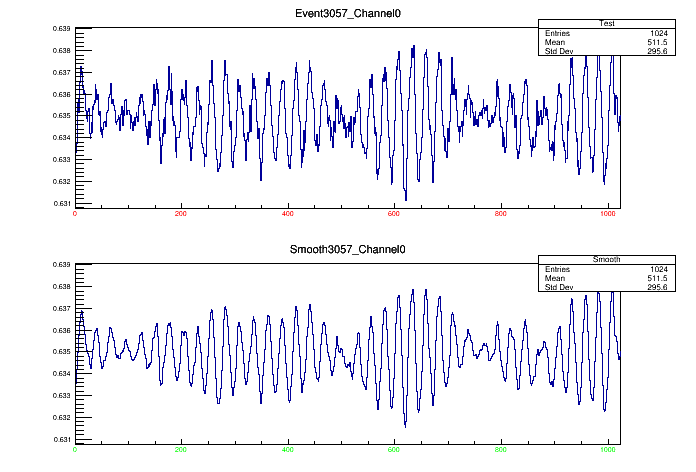 Event3057_Channel0
Test
Entries 1024
Mean 511.5
Std Dev 295.6
0.639
0.638
0.637
0.636
0.635
0.634
0.633
0.632
0.631
0 200 400 600 800 1000
Smooth3057_Channel0
Smooth
Entries 1024
Mean 511.5
Std Dev 295.6
0.639
0.638
0.637
0.636
0.635
0.634
0.633
0.632
0.631
0 200 400 600 800 1000